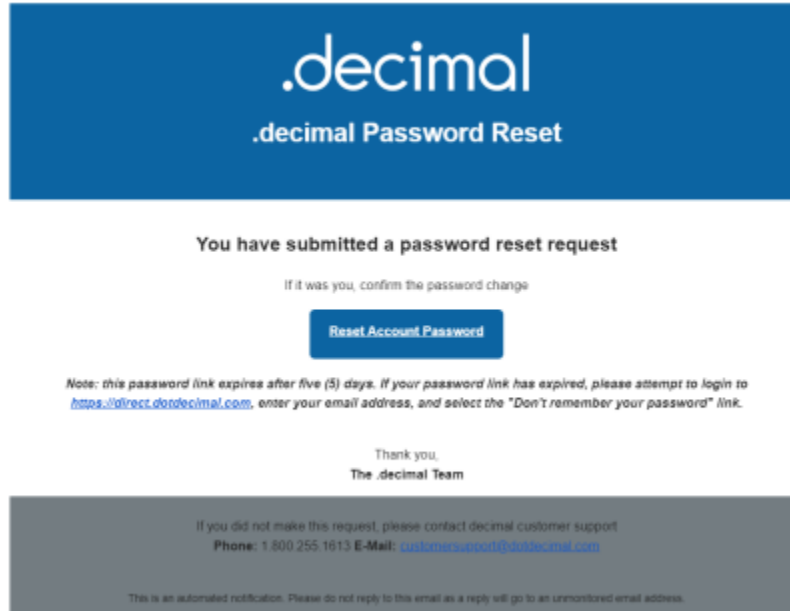 .decimal
.decimal Password Reset
You have submitted a password reset request
If it was you, confirm the password change
Reset Account Password
Note: this password link expires after five (5) days. If your password link has expired, please attempt to login to
https://direct.dotdecimal.com, enter your email address, and select the "Don't remember your password" link.
Thank you,
The .decimal Team
If you did not make this request, please contact decimal customer support
Phone: 1.800.255.1613 E-Mail: customersupport@dotdecimal.com
This is an automated notification. Please do not reply to this email as a reply will go to an unmonitored email address.